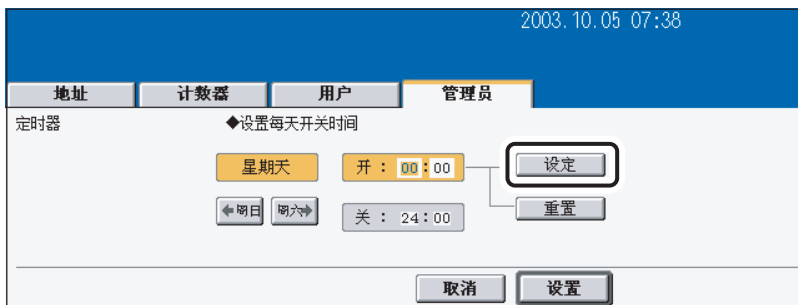 2003.10.05 07:38
地址 计数器 用户 管理员
定时器 ◆设置每天开关时间
星期天 开 : 00:00 设定
关 : 24:00 重置
取消 设置